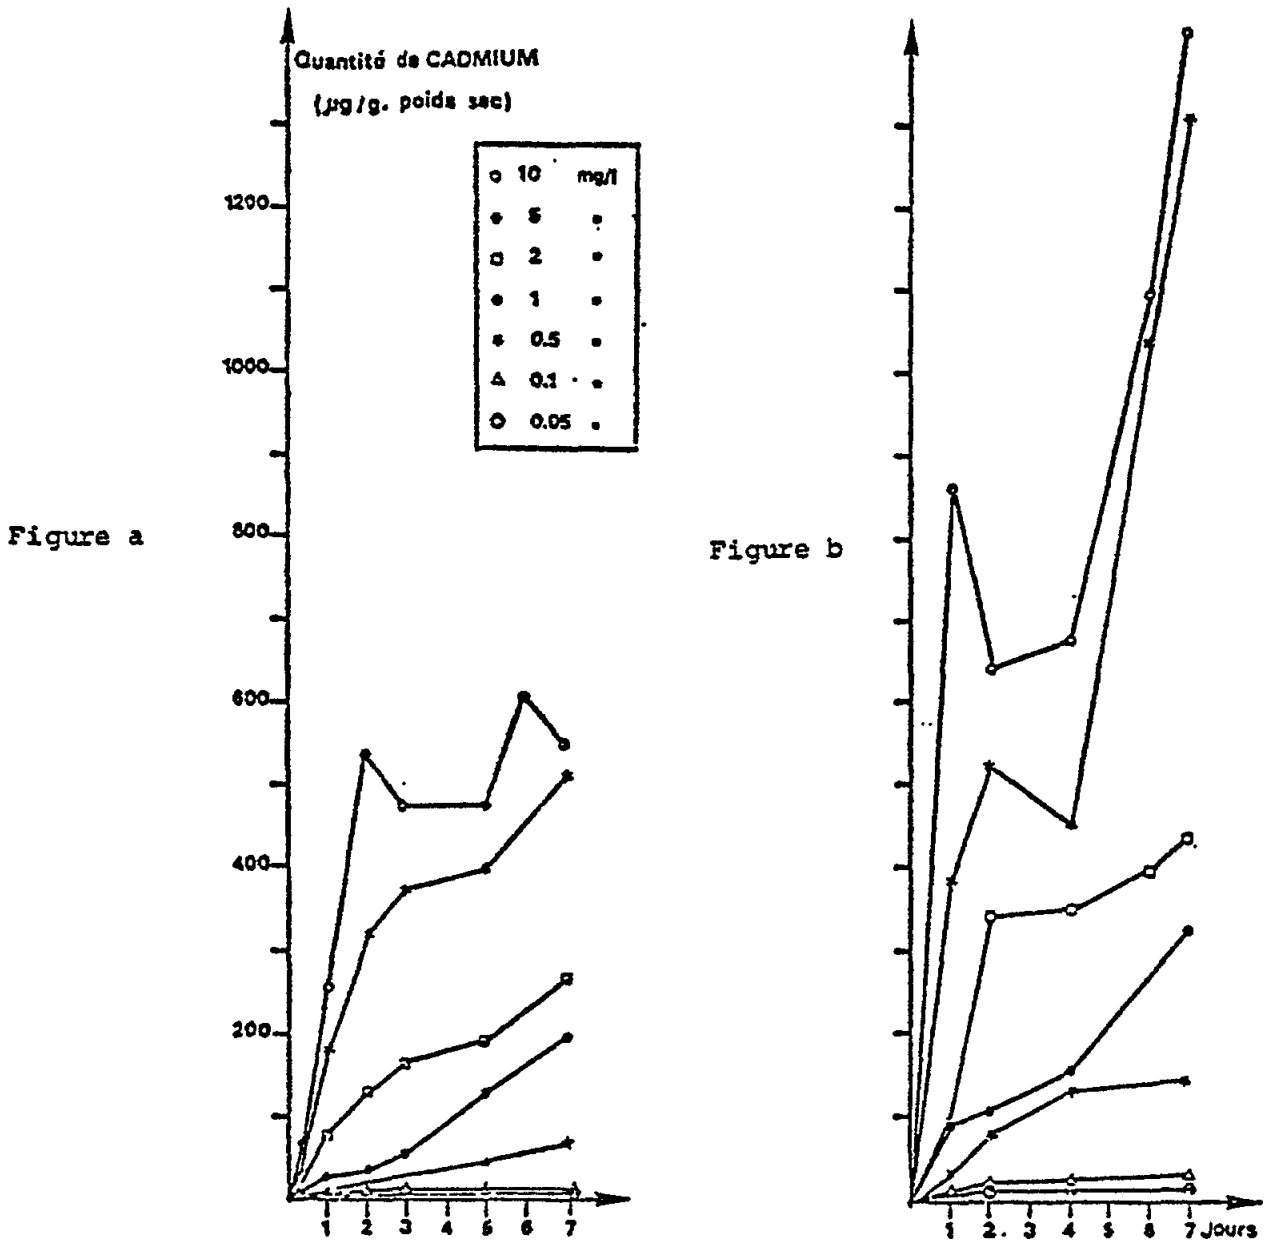 Quantité de CADMIUM
(µg/g. poids sec)
o 10 mg/l
5 "
2 "
1 "
0.5 "
0.1 "
0.05 "
1200
1000
800
600
400
200
1 2 3 4 5 6 7
Figure a
Figure b
1 2 3 4 5 6 7 Jours